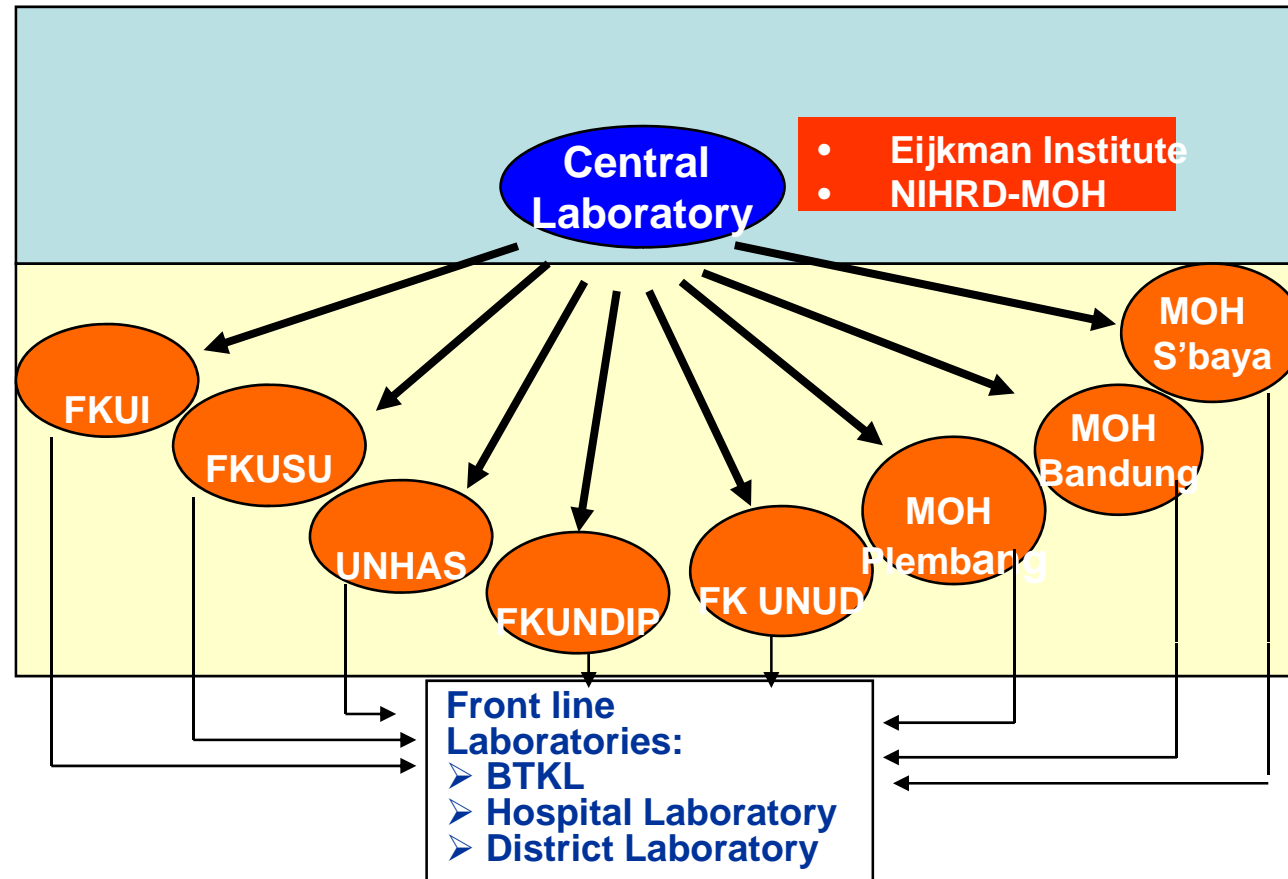 Central
Laboratory
• Eijkman Institute
• NIHRD-MOH
MOH
S’baya
FKUI
FKUSU
MOH
Bandung
UNHAS
MOH
Plembang
FKUNDIP
FK UNUD
Front line
Laboratories:
➢ BTKL
➢ Hospital Laboratory
➢ District Laboratory